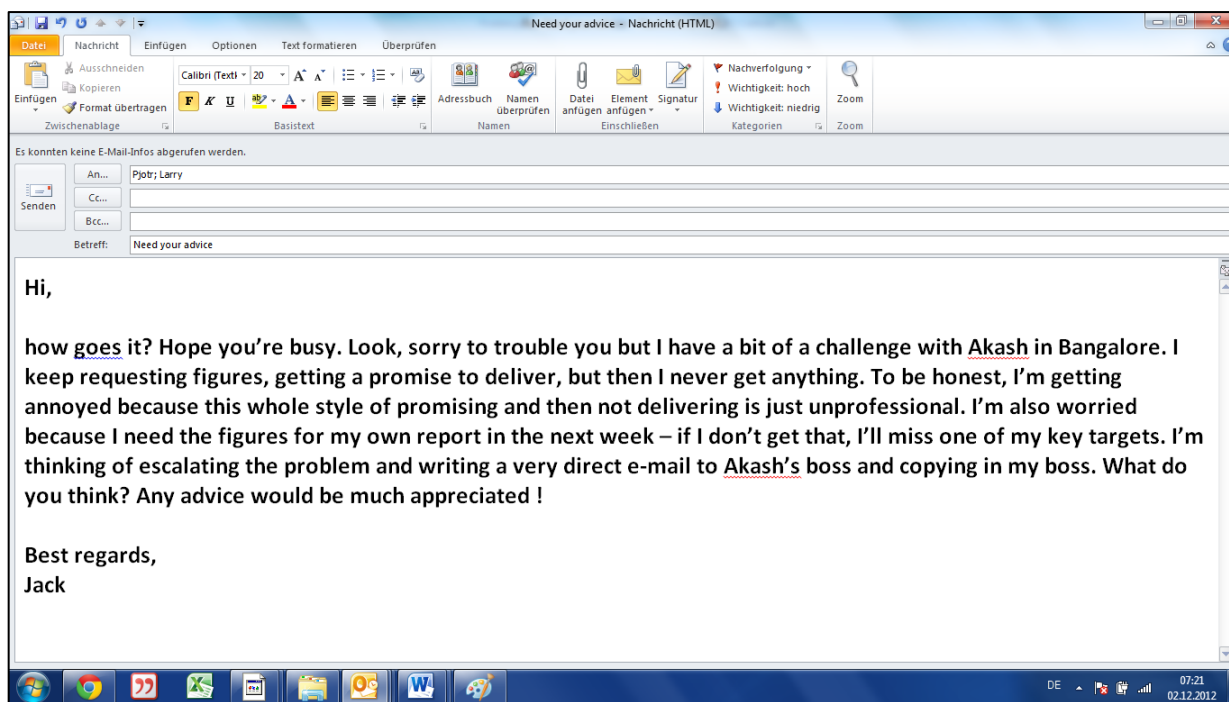 Need your advice - Nachricht (HTML)
Datei Nachricht Einfügen Optionen Text formatieren Überprüfen
Einfügen
Ausschneiden
Kopieren
Format übertragen
Zwischenablage
Calibri (Textk 20
F K U
Basistext
Adressbuch Namen überprüfen
Namen
Datei anfügen Element anfügen Signatur
Einschließen
Nachverfolgung
Wichtigkeit: hoch
Wichtigkeit: niedrig
Kategorien
Zoom
Zoom
Es konnten keine E-Mail-Infos abgerufen werden.
Senden
An... Pjotr; Larry
Cc...
Bcc...
Betreff: Need your advice
Hi,
how goes it? Hope you’re busy. Look, sorry to trouble you but I have a bit of a challenge with Akash in Bangalore. I
keep requesting figures, getting a promise to deliver, but then I never get anything. To be honest, I’m getting
annoyed because this whole style of promising and then not delivering is just unprofessional. I’m also worried
because I need the figures for my own report in the next week – if I don’t get that, I’ll miss one of my key targets. I’m
thinking of escalating the problem and writing a very direct e-mail to Akash’s boss and copying in my boss. What do
you think? Any advice would be much appreciated !
Best regards,
Jack
DE 07:21
02.12.2012